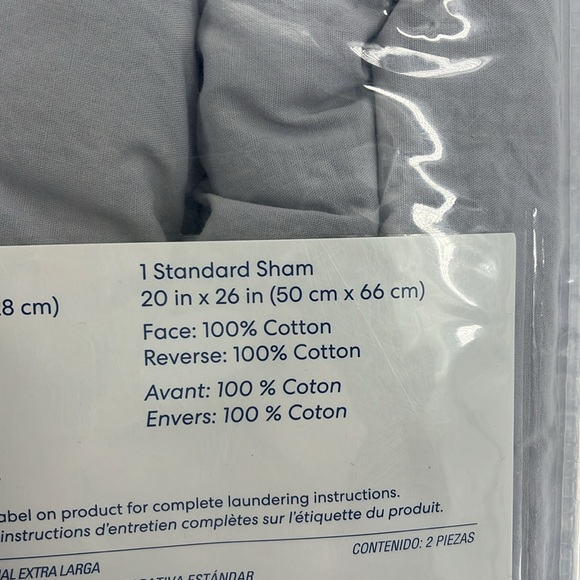 1 Standard Sham
20 in x 26 in (50 cm x 66 cm)
8 cm)
Face: 100% Cotton
Reverse: 100% Cotton
Avant: 100 % Coton
Envers: 100 % Coton
abel on product for complete laundering instructions.
instructions d'entretien complètes sur l'étiquette du produit.
CONTENIDO: 2 PIEZAS
AL EXTRA LARGA
ATIVA ESTÁNDAR